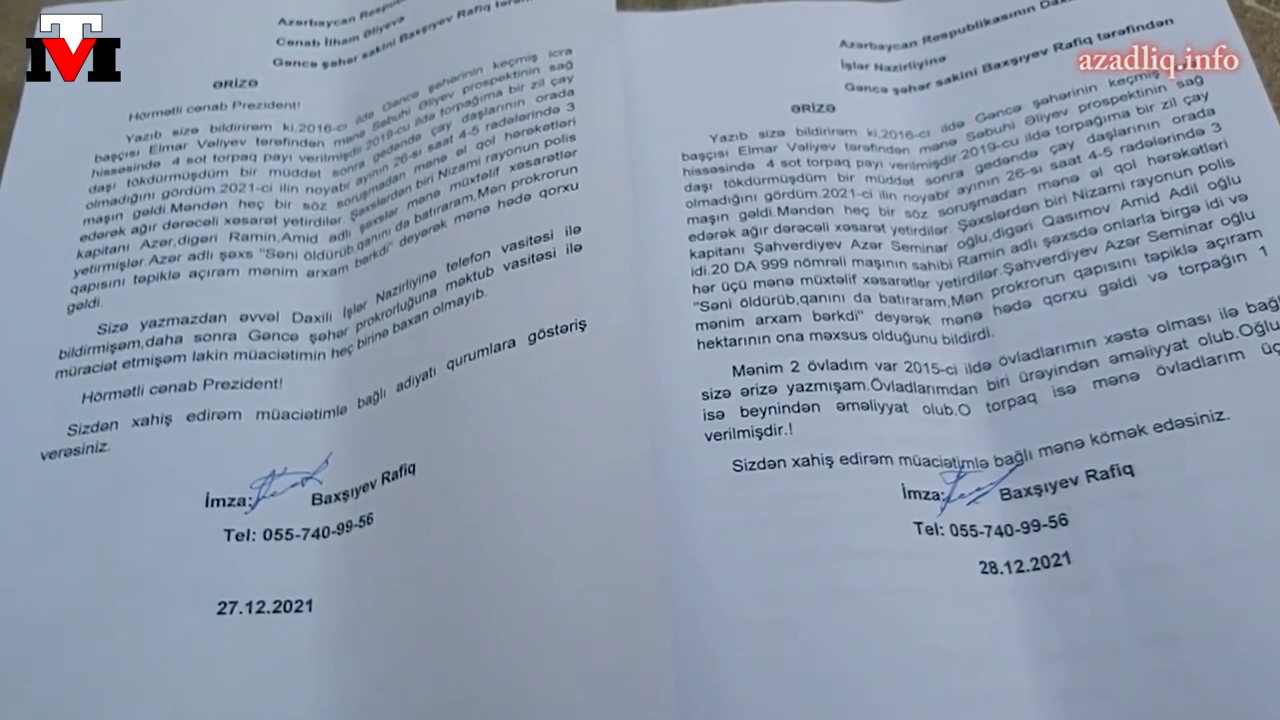 TM
azadliq.info
Azərbaycan Respu
Cənab İlham Əliyevə
Gəncə şəhər sakini Baxşıyev Rafiq tərəf
ƏRİZƏ
Hörmətli cənab Prezident!
Yazıb sizə bildirirəm ki,2016-cı ildə Gəncə şəhərinin keçmiş icra
başçısı Elmar Vəliyev tərəfindən mənə Səbuhi Əliyev prospektinin sağ
hissəsində 4 sot torpaq payı verilmişdir.2019-cu ildə torpağıma bir zil çay
daşı tökdürmüşdüm bir müddət sonra gedəndə çay daşlarının orada
olmadığını gördüm.2021-ci ilin noyabr ayının 26-sı saat 4-5 radələrində 3
maşın gəldi.Məndən heç bir söz soruşmadan mənə əl qol hərəkətləri
edərək ağır dərəcəli xəsarət yetirdilər. Şəxslərdən biri Nizami rayonun polis
kapitanı Azər,digəri Ramin,Amid adlı şəxslər mənə müxtəlif xəsarətlər
yetirmişlər.Azər adlı şəxs "Səni öldürüb,qanını da batıraram,Mən prokrorun
qapısını təpiklə açıram mənim arxam bərkdi" deyərək mənə hədə qorxu
gəldi.
Sizə yazmazdan əvvəl Daxili İşlər Nazirliyinə telefon vasitəsi ilə
bildirmişəm,daha sonra Gəncə şəhər prokrorluğuna məktub vasitəsi ilə
müraciət etmişəm lakin müaciətimin heç birinə baxan olmayıb.
Hörmətli cənab Prezident!
Sizdən xahiş edirəm müaciətimlə bağlı adiyatı qurumlara göstəriş
verəsiniz.
İmza: Baxşıyev Rafiq
Tel: 055-740-99-56
27.12.2021
Azərbaycan Respublikasının Dax
İşlər Nazirliyinə
Gəncə şəhər sakini Baxşıyev Rafiq tərəfindən
ƏRİZƏ
Yazıb sizə bildirirəm ki,2016-cı ildə Gəncə şəhərinin keçmiş
başçısı Elmar Vəliyev tərəfindən mənə Səbuhi Əliyev prospektinin sağ
hissəsində 4 sot torpaq payı verilmişdir.2019-cu ildə torpağıma bir zil çay
daşı tökdürmüşdüm bir müddət sonra gedəndə çay daşlarının orada
olmadığını gördüm.2021-ci ilin noyabr ayının 26-sı saat 4-5 radələrində 3
maşın gəldi.Məndən heç bir söz soruşmadan mənə əl qol hərəkətləri
edərək ağır dərəcəli xəsarət yetirdilər.Şəxslərdən biri Nizami rayonun polis
kapitanı Şahverdiyev Azər Seminar oğlu,digəri Qasımov Amid Adil oğlu
idi.20 DA 999 nömrəli maşının sahibi Ramin adlı şəxsdə onlarla birgə idi və
hər üçü mənə müxtəlif xəsarətlər yetirdilər.Şahverdiyev Azər Seminar oğlu
"Səni öldürüb,qanını da batıraram,Mən prokrorun qapısını təpiklə açıram
mənim arxam bərkdi" deyərək mənə hədə qorxu gəldi və torpağın 1
hektarının ona məxsus olduğunu bildirdi.
Mənim 2 övladım var 2015-ci ildə övladlarımın xəstə olması ilə bağl
sizə ərizə yazmışam.Övladlarımdan biri ürəyindən əməliyyat olub.Oğlu
isə beynindən əməliyyat olub.O torpaq isə mənə övladlarım üç
verilmişdir.!
Sizdən xahiş edirəm müaciətimlə bağlı mənə kömək edəsiniz.
İmza: Baxşıyev Rafiq
Tel: 055-740-99-56
28.12.2021